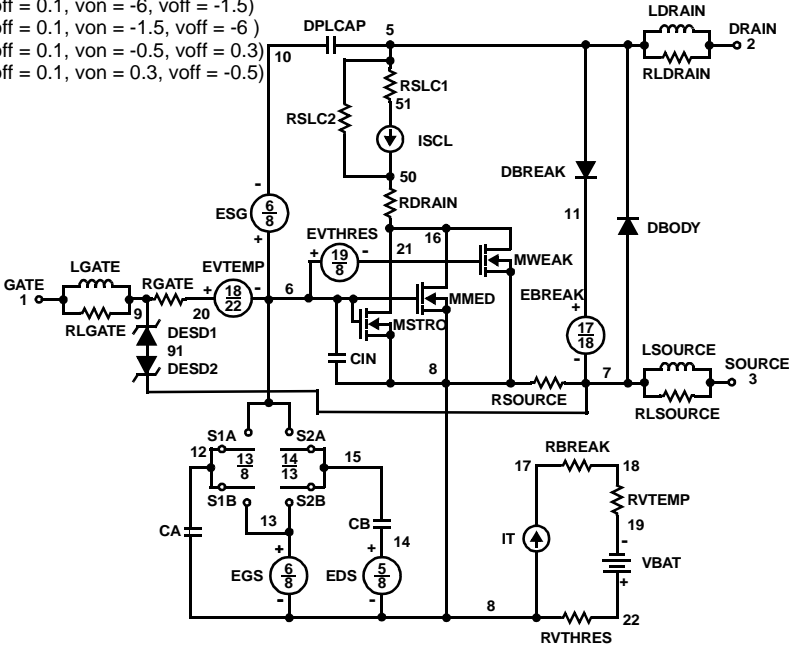 off = 0.1, von = -6, voff = -1.5)
off = 0.1, von = -1.5, voff = -6 )
off = 0.1, von = -0.5, voff = 0.3)
off = 0.1, von = 0.3, voff = -0.5)
DPLCAP
5
LDRAIN
DRAIN
2
10
RLDRAIN
RSLC1
51
RSLC2
ISCL
50
DBREAK
RDRAIN
-
ESG
6
8
+
11
DBODY
EVTHRES
+
19
8
-
21
16
MWEAK
LGATE
GATE
1
RLGATE
RGATE
9
20
EVTEMP
+
18
22
-
6
MMED
MSTRO
EBREAK
+
17
18
-
DESD1
91
DESD2
CIN
8
RSOURCE
7
LSOURCE
SOURCE
3
RLSOURCE
S1A
S2A
12
13
8
14
13
15
S1B
S2B
13
CA
CB
14
+
EGS
6
8
-
+
EDS
5
8
-
RBREAK
17
18
RVTEMP
19
IT
-
VBAT
+
8
22
RVTHRES